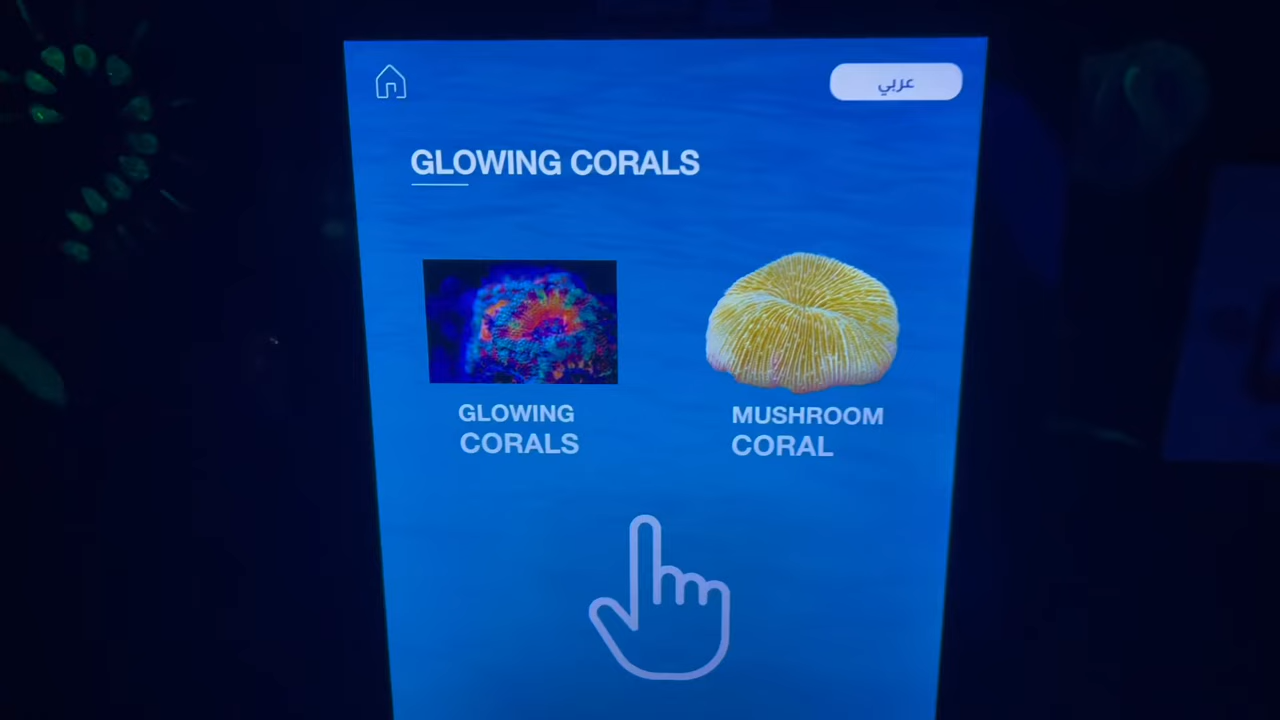 عربي
GLOWING CORALS
GLOWING
CORALS
MUSHROOM
CORAL